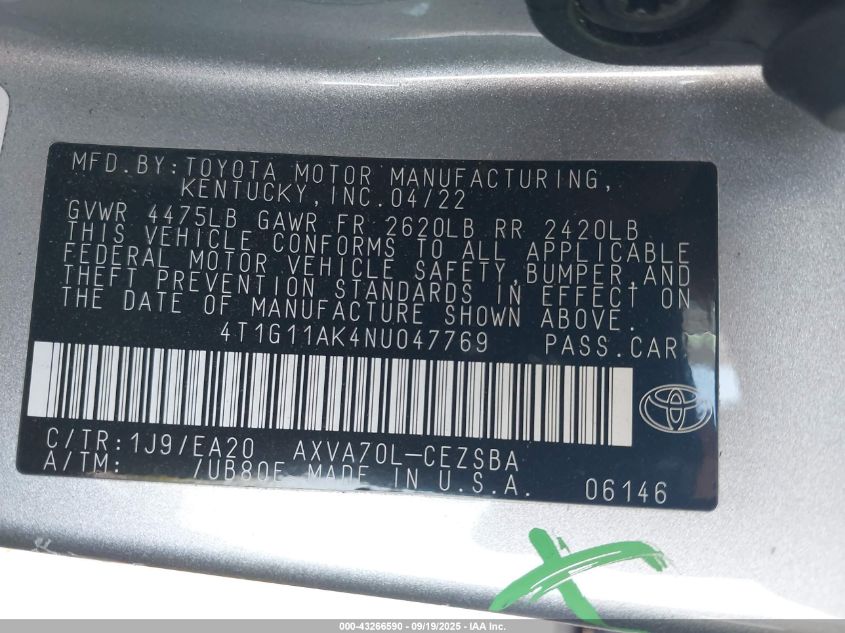 MFD.BY:TOYOTA MOTOR MANUFACTURING,
KENTUCKY,INC.04/22
GVWR 4475LB GAWR FR 2620LB RR 2420LB
THIS VEHICLE CONFORMS TO ALL APPLICABLE
FEDERAL MOTOR VEHICLE SAFETY,BUMPER,AND
THEFT PREVENTION STANDARDS IN EFFECT ON
THE DATE OF MANUFACTURE SHOWN ABOVE.
4T1G11AK4NU047769 PASS.CAR
C/TR:1J9/EA20 AXVA70L-CEZSBA
A/TM: /UB80E MADE IN U.S.A. 06146
000-43266590 - 09/19/2025 - IAA Inc.